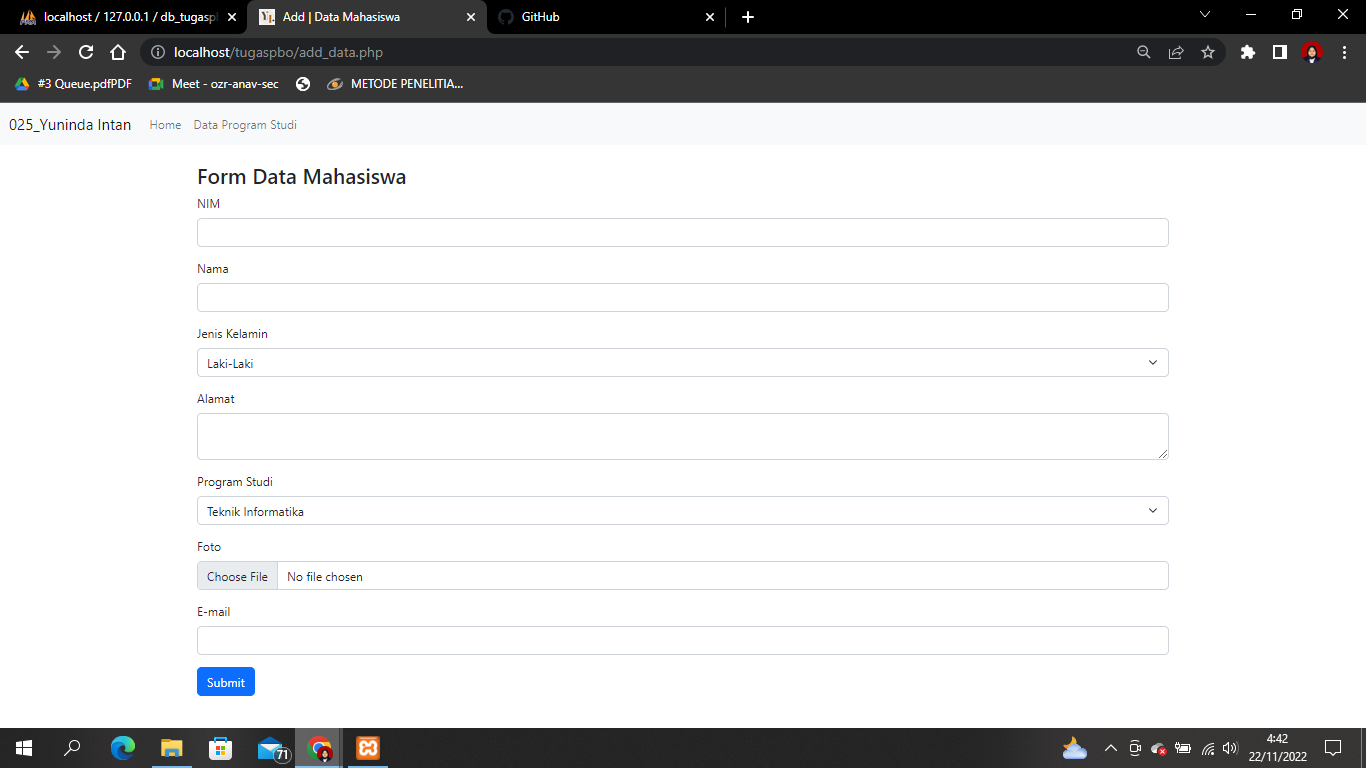 localhost / 127.0.0.1 / db_tugasp
Add | Data Mahasiswa
GitHub
localhost/tugaspbo/add_data.php
#3 Queue.pdfPDF
Meet - ozr-anav-sec
METODE PENELITIA...
025_Yuninda Intan Home Data Program Studi
Form Data Mahasiswa
NIM
Nama
Jenis Kelamin
Laki-Laki
Alamat
Program Studi
Teknik Informatika
Foto
Choose File No file chosen
E-mail
Submit
71
4:42
22/11/2022